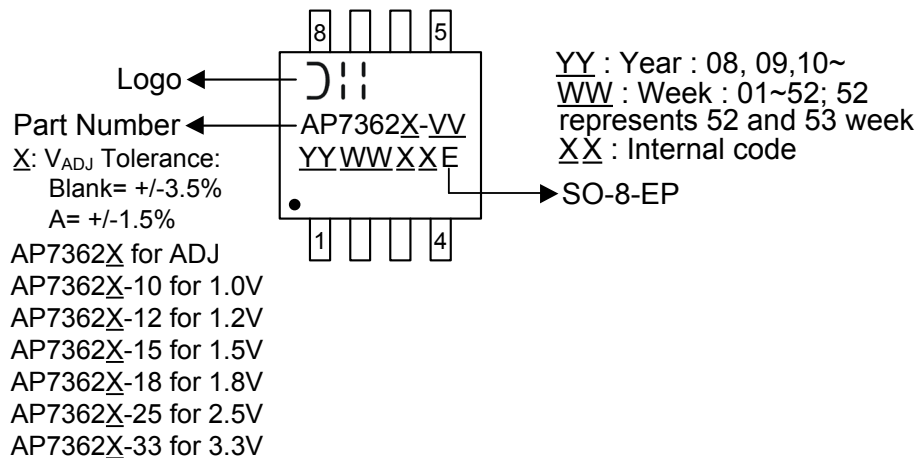 8 5
Logo
AP7362X-VV
YYWWXXE
Part Number
X: VADJ Tolerance:
Blank= +/-3.5%
A= +/-1.5%
AP7362X for ADJ
AP7362X-10 for 1.0V
AP7362X-12 for 1.2V
AP7362X-15 for 1.5V
AP7362X-18 for 1.8V
AP7362X-25 for 2.5V
AP7362X-33 for 3.3V
1 4
YY : Year : 08, 09,10~
WW : Week : 01~52; 52
represents 52 and 53 week
XX : Internal code
SO-8-EP